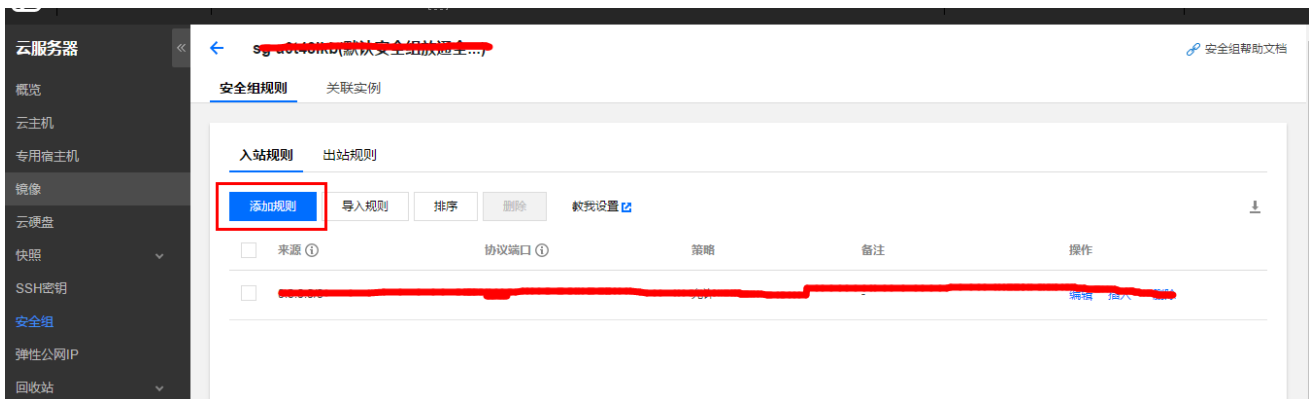 云服务器
安全组帮助文档
概览
安全组规则 关联实例
云主机
专用宿主机
入站规则 出站规则
镜像
添加规则 导入规则 排序 删除 教我设置
云硬盘
快照
来源 协议端口 策略 备注 操作
SSH密钥
安全组
弹性公网IP
回收站